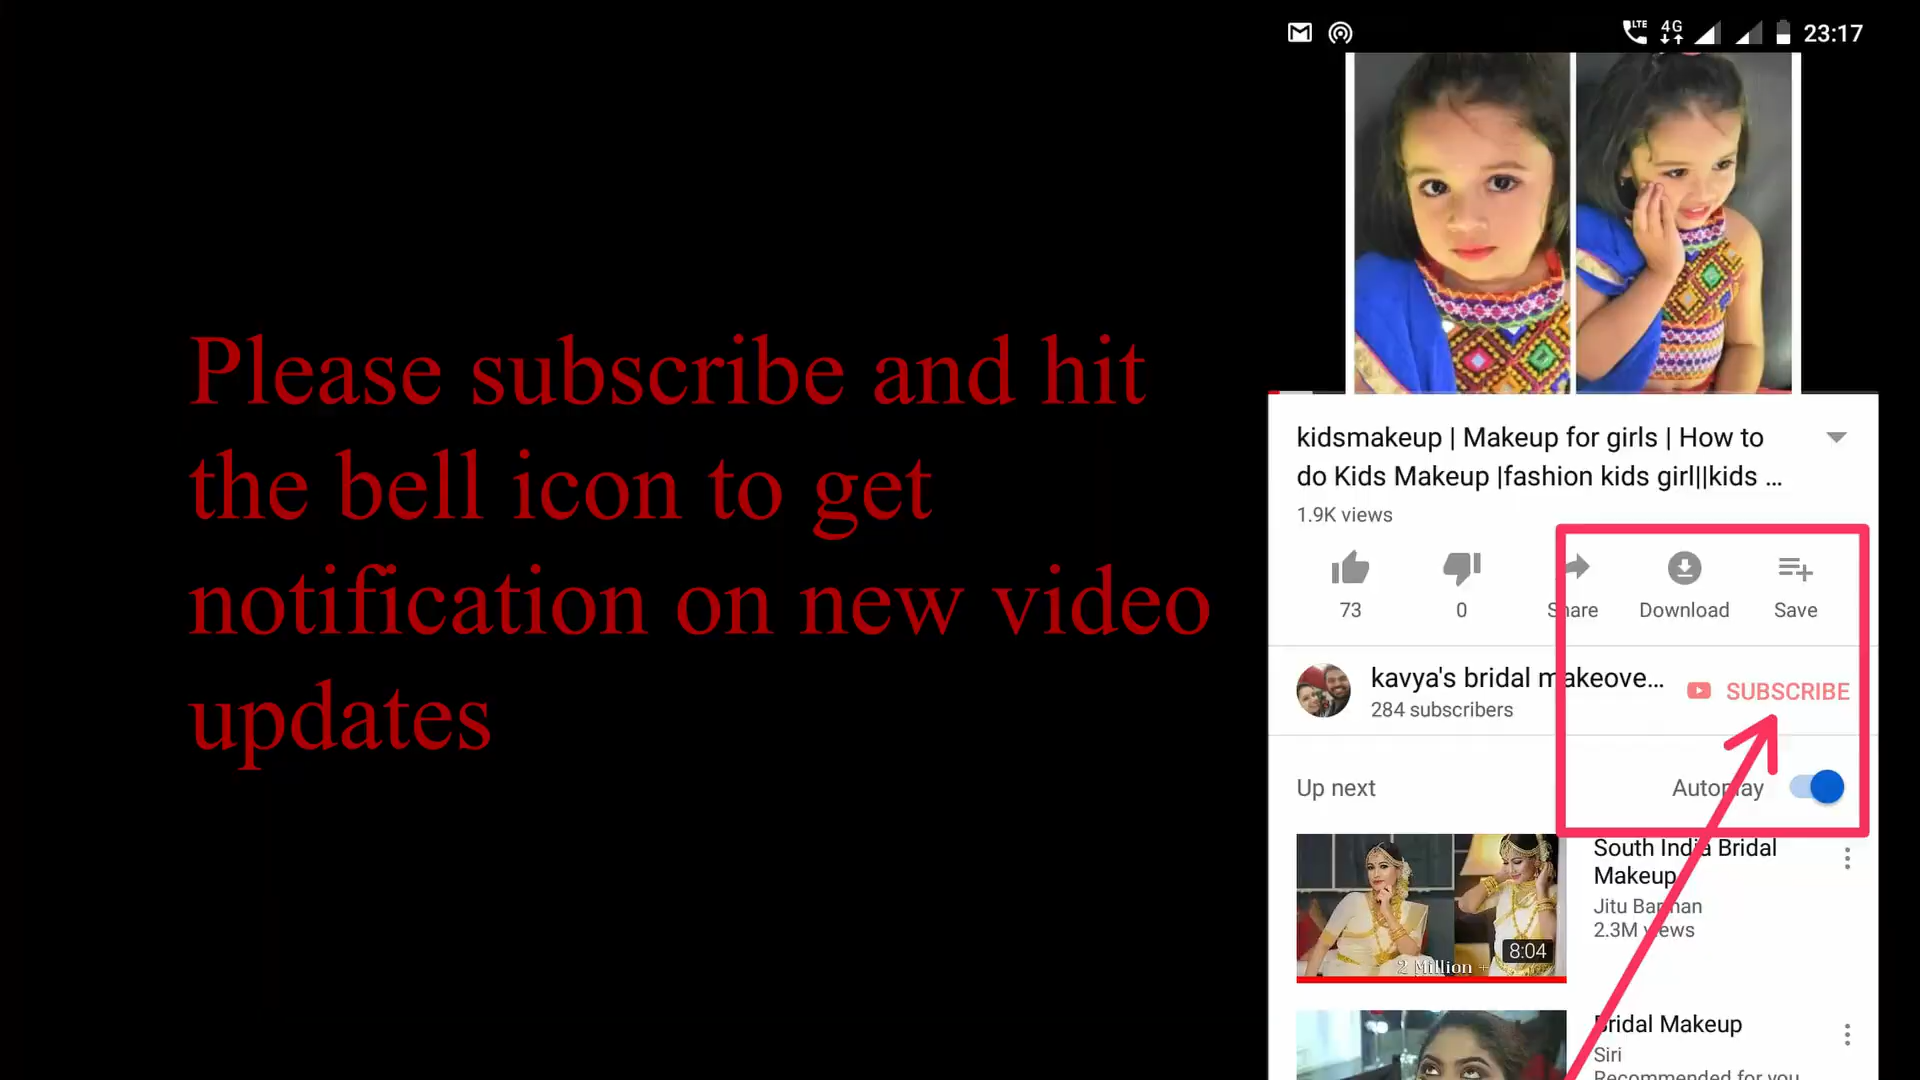 LTE 4G 23:17
Please subscribe and hit
the bell icon to get
notification on new video
updates
kidsmakeup | Makeup for girls | How to
do Kids Makeup |fashion kids girl||kids ...
1.9K views
73 0 Share Download Save
kavya's bridal makeove...
SUBSCRIBE
284 subscribers
Up next Autoplay
South India Bridal
Makeup
Jitu Barman
2.3M views
8:04
2 Million +
Bridal Makeup
Siri
Recommended for you